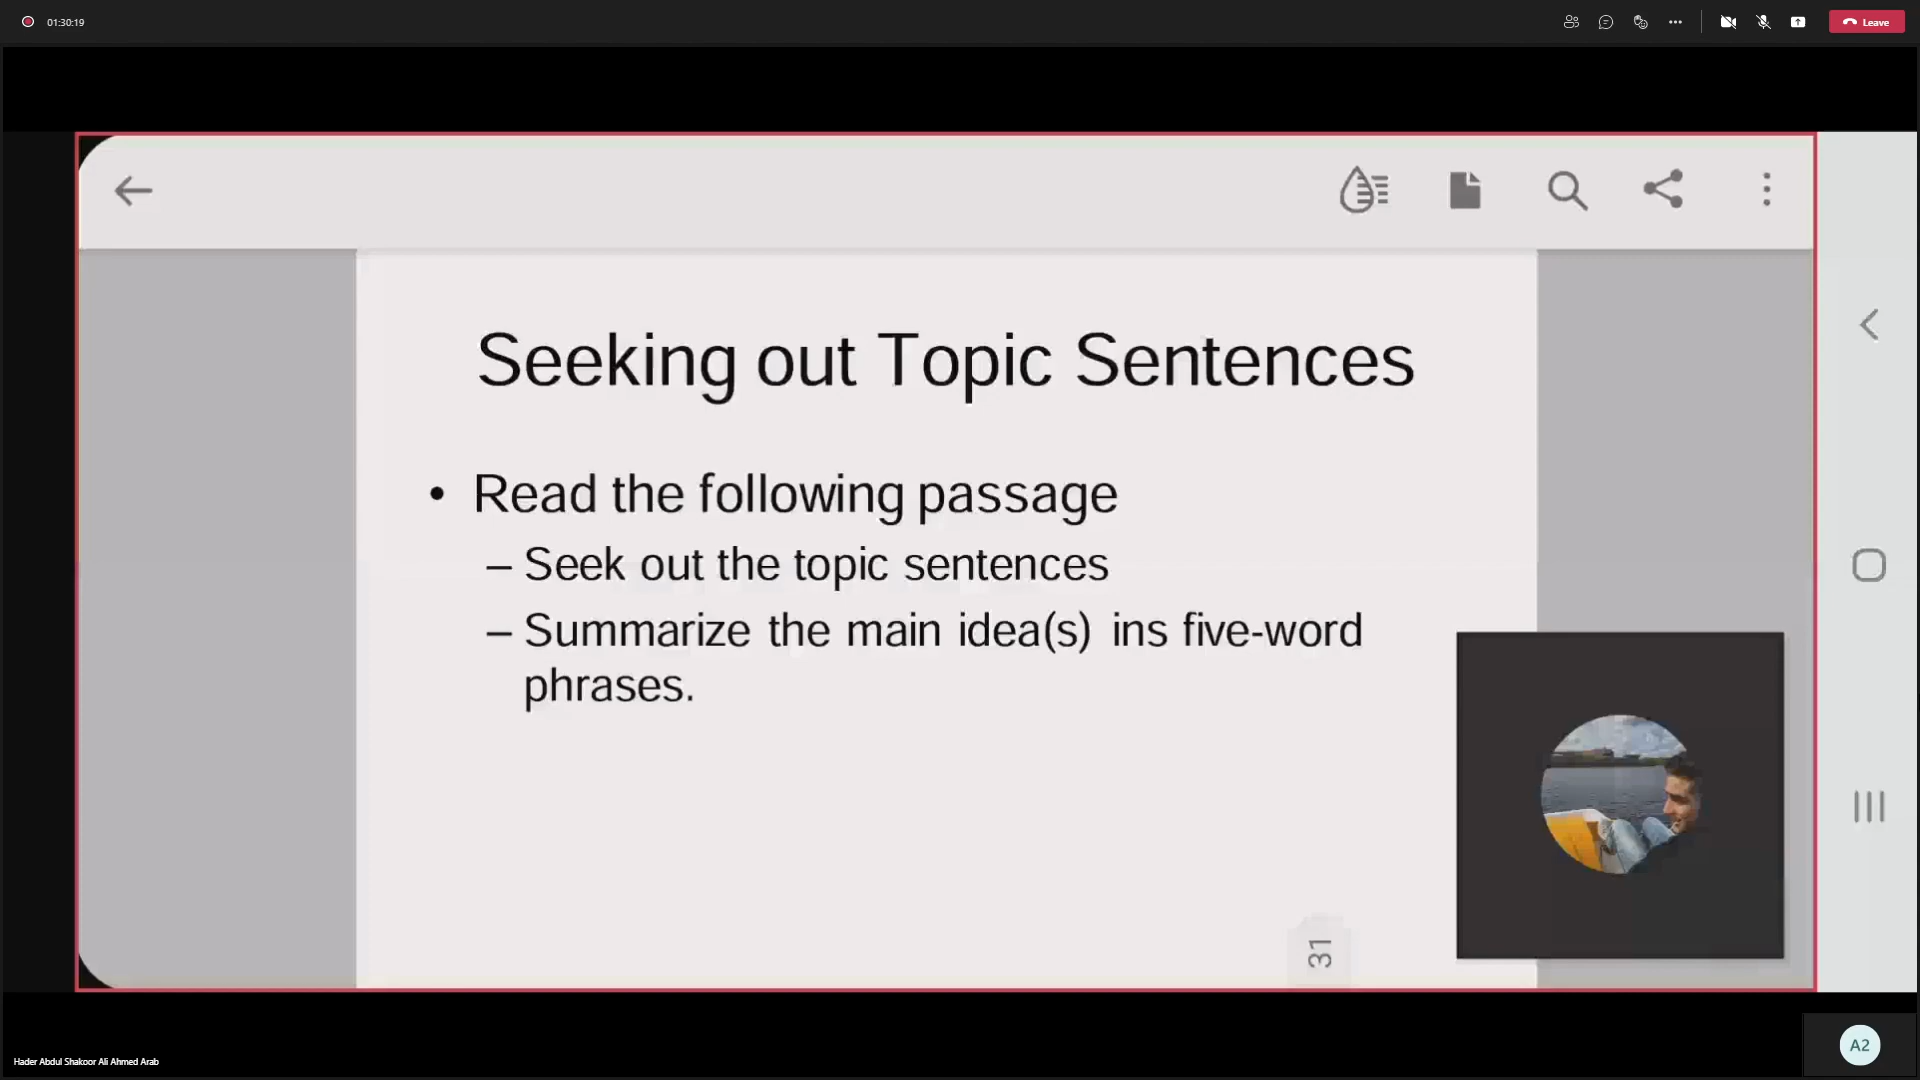 01:30:19
Leave
Seeking out Topic Sentences
• Read the following passage
– Seek out the topic sentences
– Summarize the main idea(s) ins five-word
phrases.
31
Hader Abdul Shakoor Ali Ahmed Arab
A2